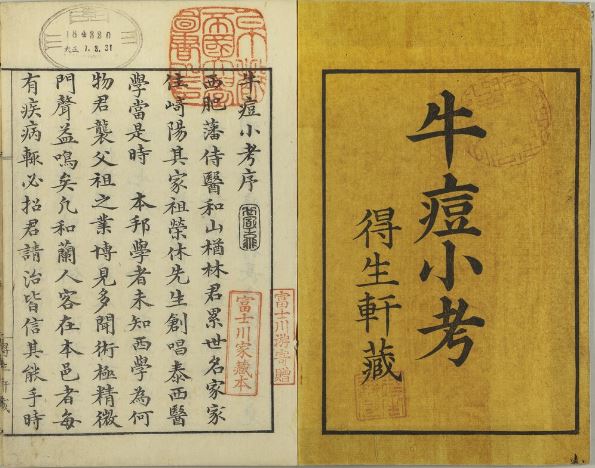 牛痘小考
得生軒藏
牛痘小考序
西肥藩侍醫和山楢林君累世名家家
住崎陽其家祖榮休先生創唱泰西醫
學當是時 本邦學者未知西學為何
物君襲父祖之業博見多聞術極精微
門聲益鳴矣凡和蘭人客在本邑者每
有疾病輙必招君請治皆信其能手時
富士川游寄贈
富士川家藏本
184330
大正 7.3.31